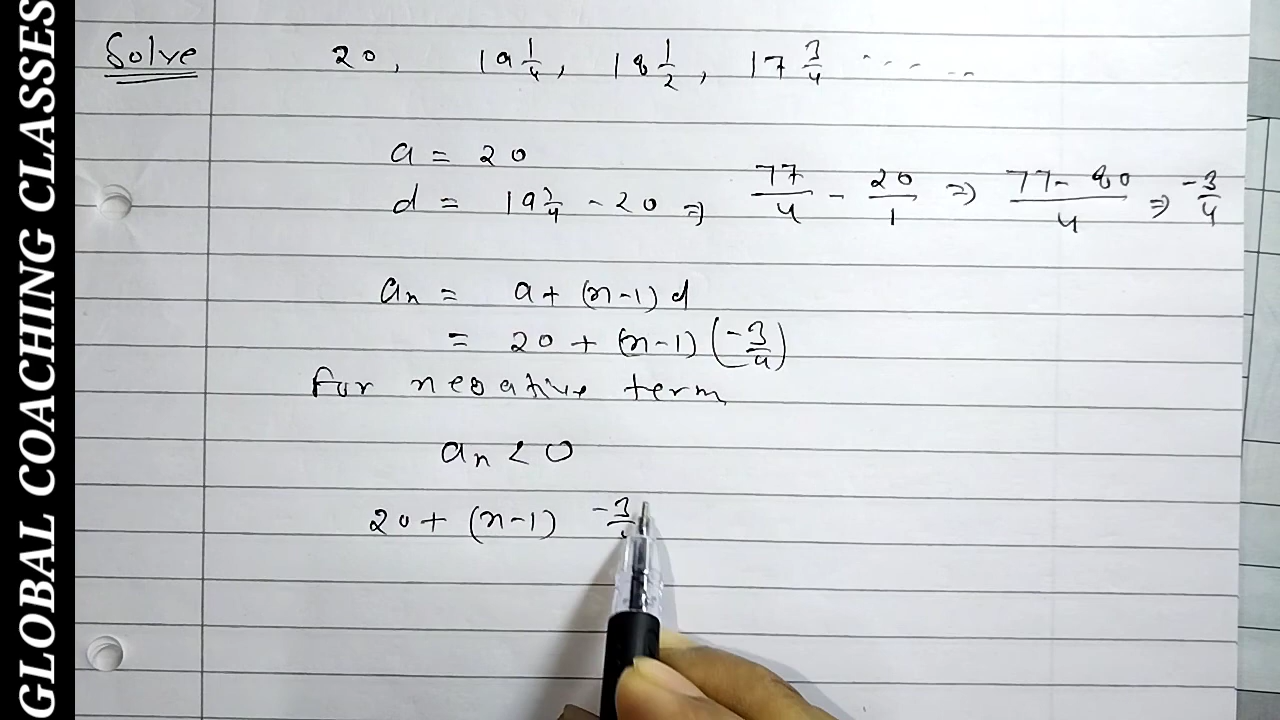 GLOBAL COACHING CLASSES
Solve 20, 19 1/4, 18 1/2, 17 3/4 ......
a = 20
d = 19 1/4 - 20 ⇒ 77/4 - 20/1 ⇒ 77-80/4 ⇒ -3/4
an = a + (n-1) d
= 20 + (n-1) (-3/4)
For negative term
an < 0
20 + (n-1) -3/